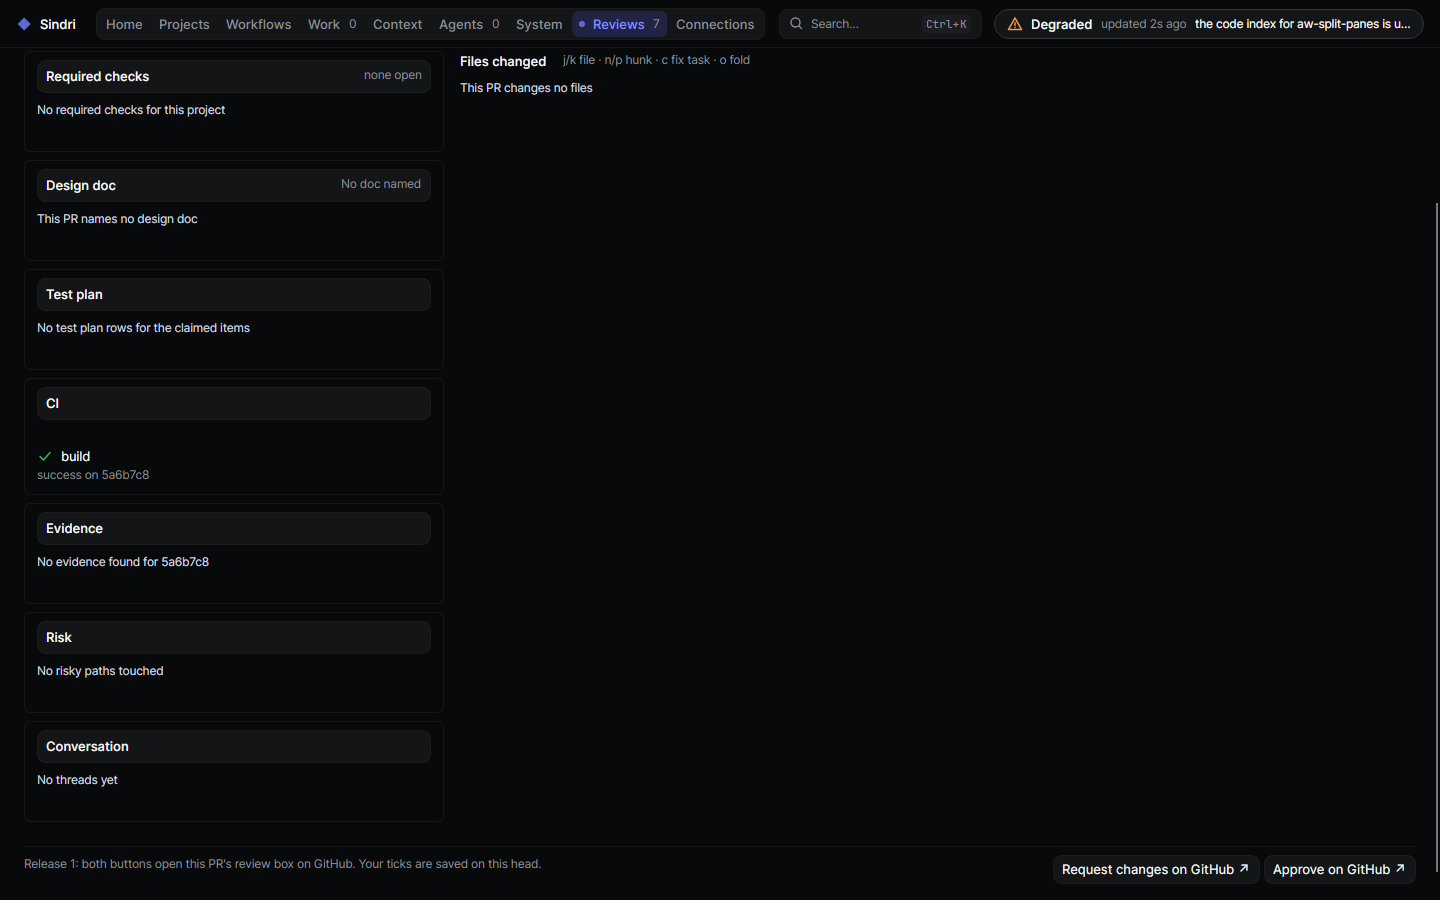 Sindri
Home Projects Workflows Work 0 Context Agents 0 System Reviews 7 Connections
Search... Ctrl+K
Degraded updated 2s ago the code index for aw-split-panes is u...
Required checks none open
No required checks for this project
Design doc No doc named
This PR names no design doc
Test plan
No test plan rows for the claimed items
CI
build
success on 5a6b7c8
Evidence
No evidence found for 5a6b7c8
Risk
No risky paths touched
Conversation
No threads yet
Files changed j/k file · n/p hunk · c fix task · o fold
This PR changes no files
Release 1: both buttons open this PR's review box on GitHub. Your ticks are saved on this head.
Request changes on GitHub ↗ Approve on GitHub ↗